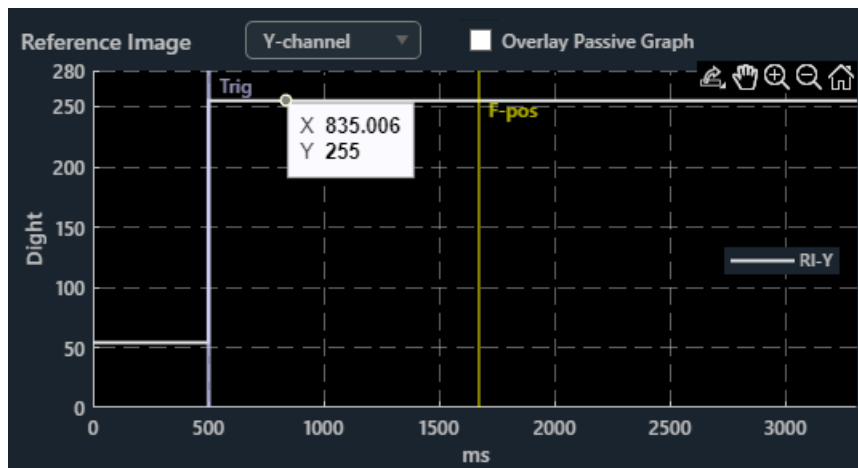 Reference Image Y-channel Overlay Passive Graph
280
250
200
150
100
50
0
Dight
Trig
F-pos
X 835.006
Y 255
RI-Y
0 500 1000 1500 2000 2500 3000
ms